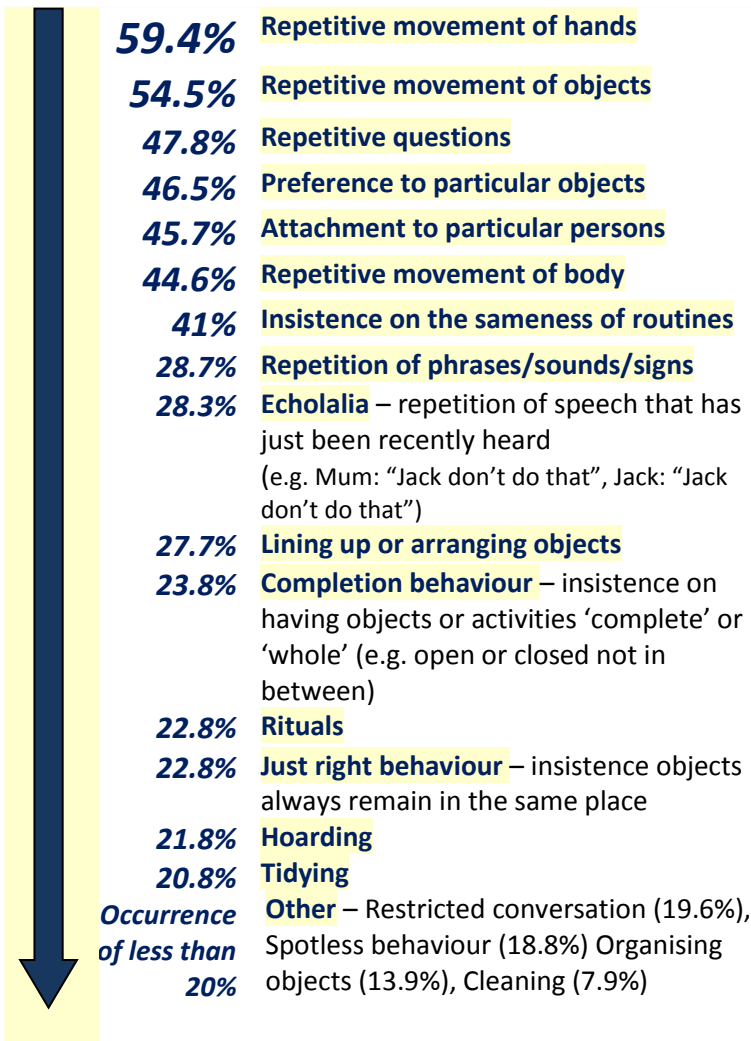 59.4% Repetitive movement of hands
54.5% Repetitive movement of objects
47.8% Repetitive questions
46.5% Preference to particular objects
45.7% Attachment to particular persons
44.6% Repetitive movement of body
41% Insistence on the sameness of routines
28.7% Repetition of phrases/sounds/signs
28.3% Echolalia – repetition of speech that has
just been recently heard
(e.g. Mum: “Jack don’t do that”, Jack: “Jack
don’t do that”)
27.7% Lining up or arranging objects
23.8% Completion behaviour – insistence on
having objects or activities ‘complete’ or
‘whole’ (e.g. open or closed not in
between)
22.8% Rituals
22.8% Just right behaviour – insistence objects
always remain in the same place
21.8% Hoarding
20.8% Tidying
Occurrence
of less than
20%
Other – Restricted conversation (19.6%),
Spotless behaviour (18.8%) Organising
objects (13.9%), Cleaning (7.9%)